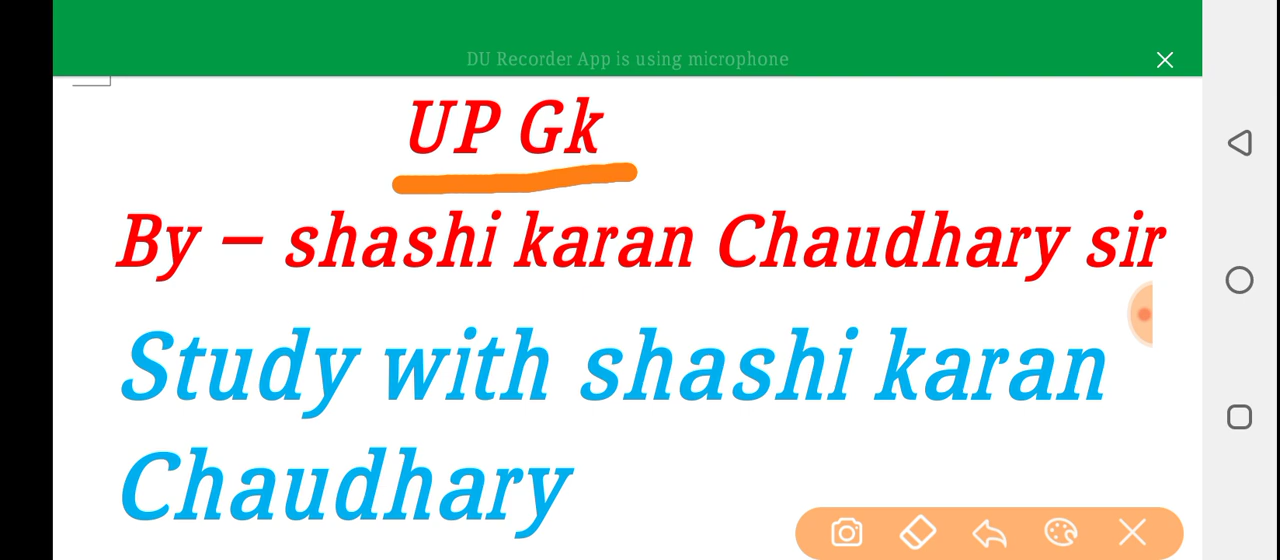 DU Recorder App is using microphone
UP Gk
By – shashi karan Chaudhary sir
Study with shashi karan
Chaudhary